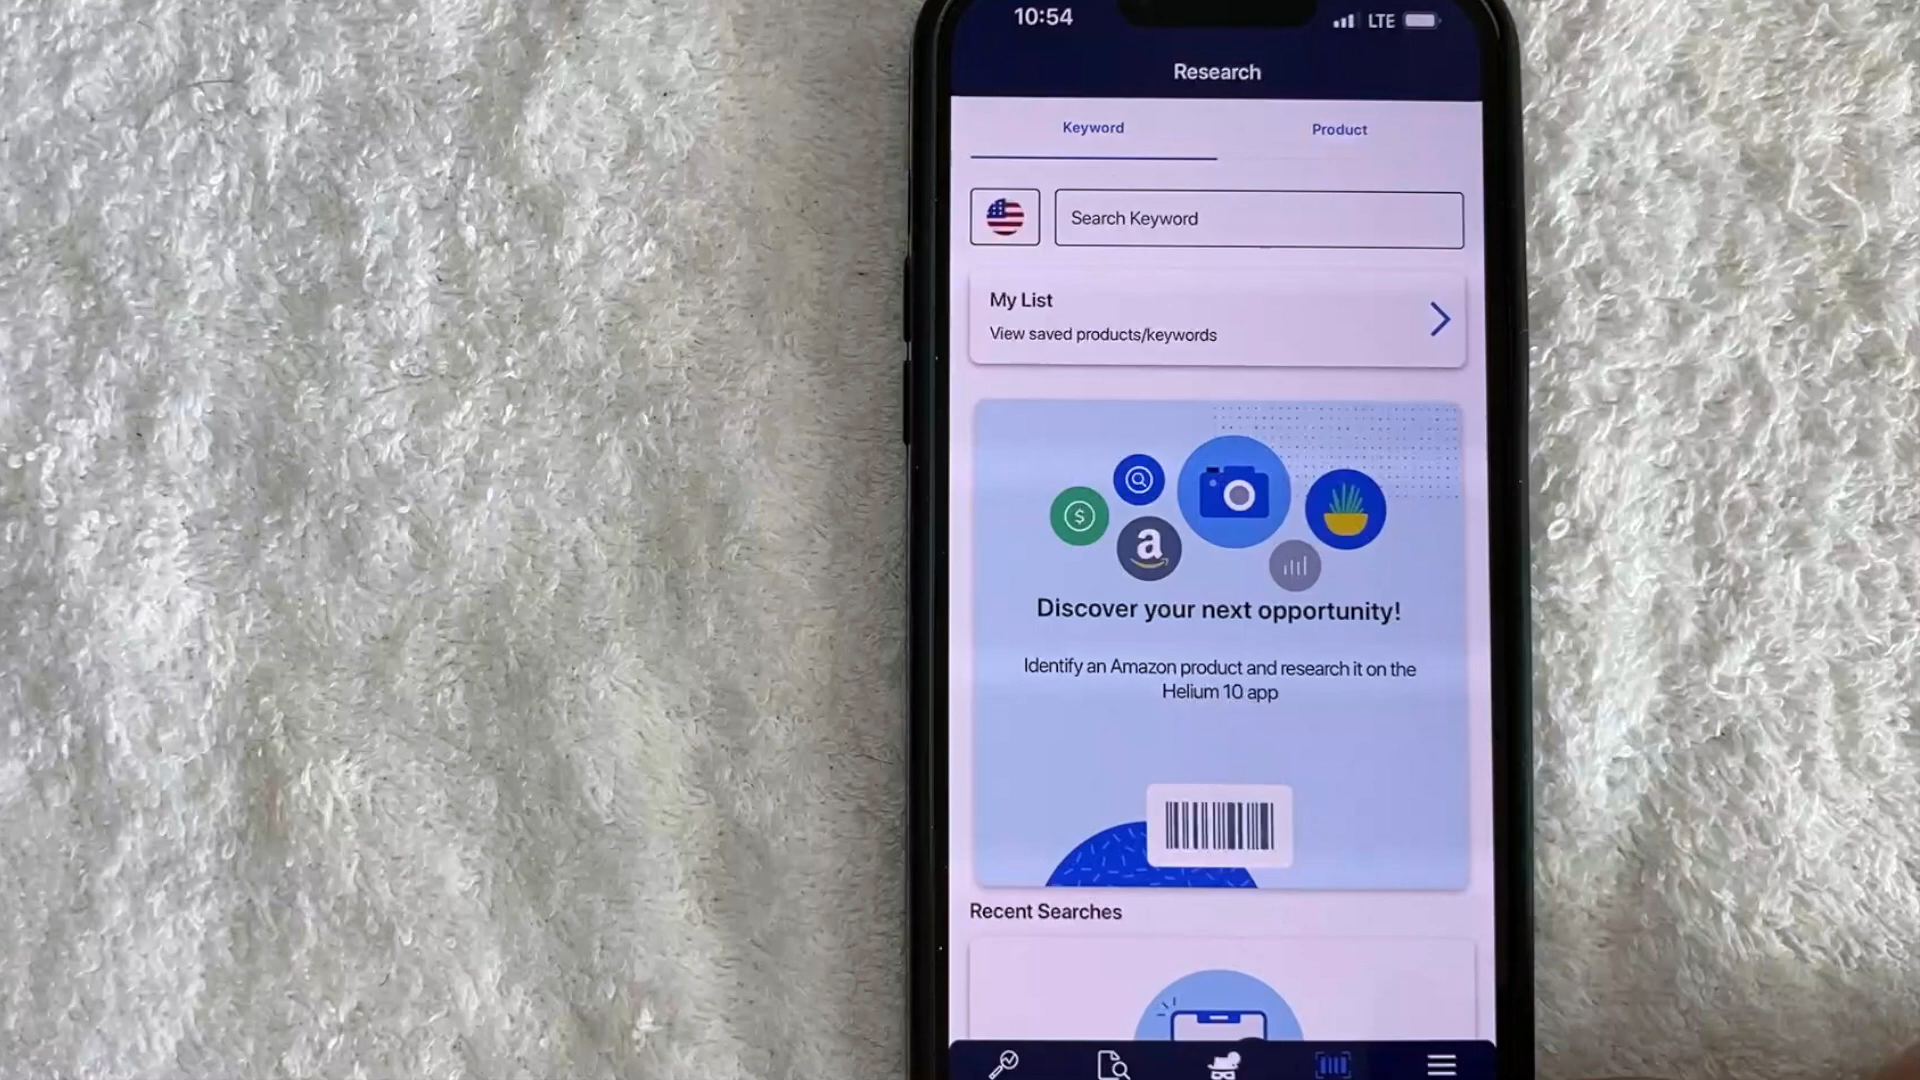 10:54
LTE
Research
Keyword Product
Search Keyword
My List
View saved products/keywords
$
a
Discover your next opportunity!
Identify an Amazon product and research it on the
Helium 10 app
Recent Searches